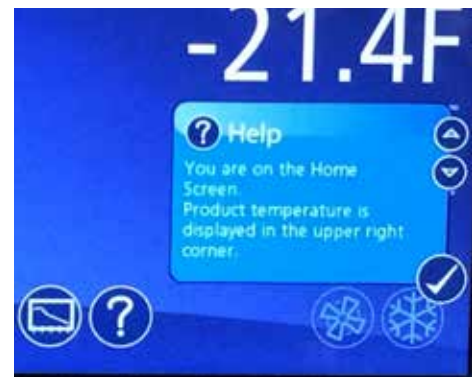 -21.4F
? Help
You are on the Home
Screen.
Product temperature is
displayed in the upper right
corner.
?